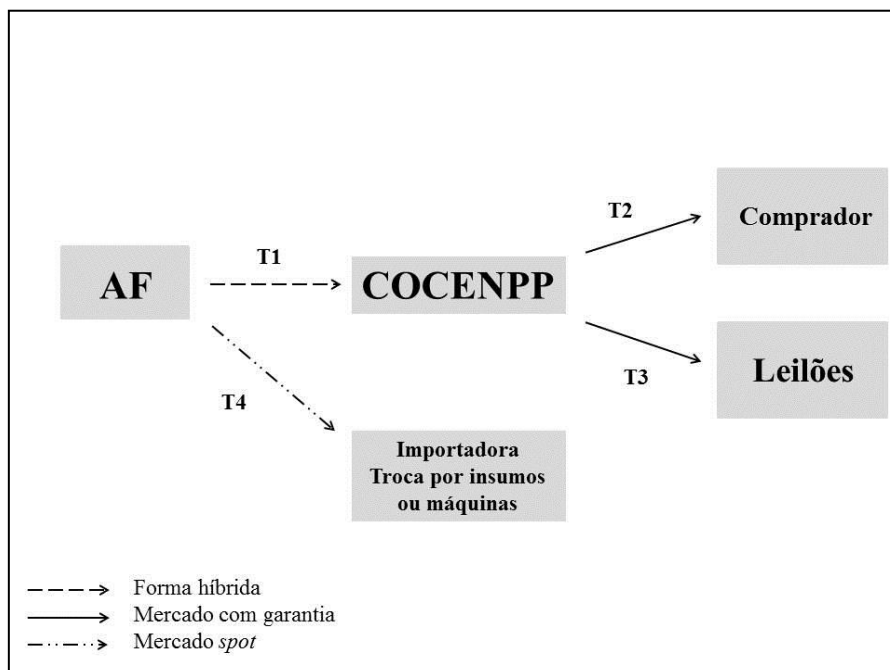 T2
Comprador
T1
AF
COCENPP
T3
Leilões
T4
Importadora
Troca por insumos
ou máquinas
Forma híbrida
Mercado com garantia
Mercado spot